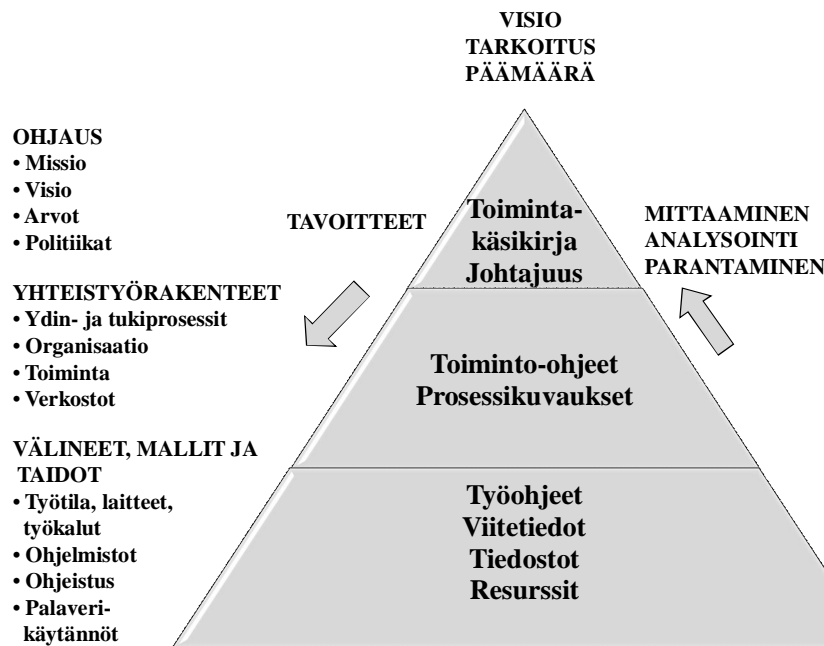 VISIO
TARKOITUS
PÄÄMÄÄRÄ
OHJAUS
• Missio
• Visio
• Arvot
• Politiikat
YHTEISTYÖRAKENTEET
• Ydin- ja tukiprosessit
• Organisaatio
• Toiminta
• Verkostot
VÄLINEET, MALLIT JA
TAIDOT
• Työtila, laitteet,
työkalut
• Ohjelmistot
• Ohjeistus
• Palaveri-
käytännöt
TAVOITTEET
Toiminta-
käsikirja
Johtajuus
Toiminto-ohjeet
Prosessikuvaukset
Työohjeet
Viitetiedot
Tiedostot
Resurssit
MITTAAMINEN
ANALYSOINTI
PARANTAMINEN